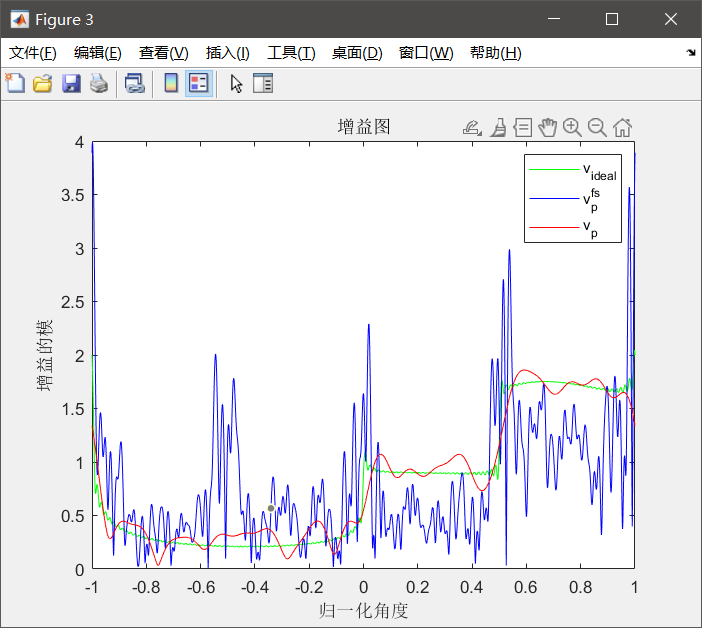 Figure 3
文件(F) 编辑(E) 查看(V) 插入(I) 工具(T) 桌面(D) 窗口(W) 帮助(H)
增益图
v_ideal
v_p^fs
v_p
4
3.5
3
2.5
2
1.5
1
0.5
0
增益的模
-1 -0.8 -0.6 -0.4 -0.2 0 0.2 0.4 0.6 0.8 1
归一化角度